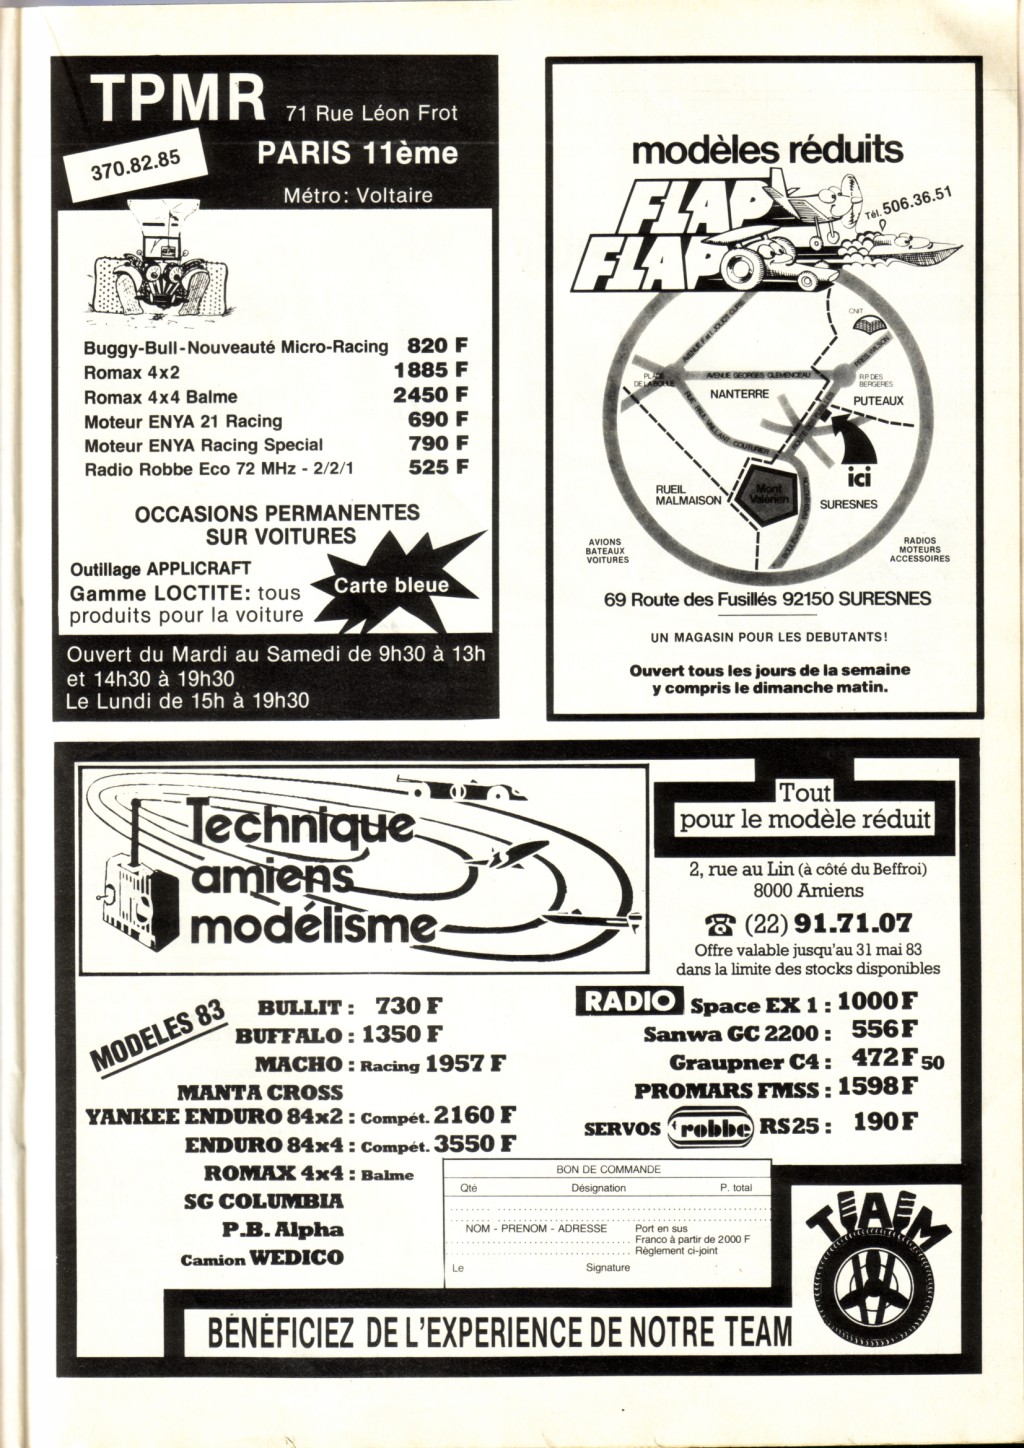 TPMR
71 Rue Léon Frot
370.82.85
PARIS 11ème
Métro: Voltaire
Buggy-Bull-Nouveauté Micro-Racing 820 F
Romax 4x2 1885 F
Romax 4x4 Balme 2450 F
Moteur ENYA 21 Racing 690 F
Moteur ENYA Racing Special 790 F
Radio Robbe Eco 72 MHz - 2/2/1 525 F
OCCASIONS PERMANENTES
SUR VOITURES
Outillage APPLICRAFT
Gamme LOCTITE: tous
produits pour la voiture
Carte bleue
Ouvert du Mardi au Samedi de 9h30 à 13h
et 14h30 à 19h30
Le Lundi de 15h à 19h30
modèles réduits
FLAP
FLAP
Tél. 506.36.51
CNIT
PLACE
DE LA BOULE
AVENUE GEORGES CLEMENCEAU
R.P. DES
BERGERES
NANTERRE
PUTEAUX
RUE PAUL VAILLANT COUTURIER
ici
RUEIL
MALMAISON
Mont
Valérien
SURESNES
AVIONS
BATEAUX
VOITURES
RADIOS
MOTEURS
ACCESSOIRES
69 Route des Fusillés 92150 SURESNES
UN MAGASIN POUR LES DEBUTANTS!
Ouvert tous les jours de la semaine
y compris le dimanche matin.
Technique
amiens
modélisme
Tout
pour le modèle réduit
2, rue au Lin (à côté du Beffroi)
8000 Amiens
☎ (22) 91.71.07
Offre valable jusqu'au 31 mai 83
dans la limite des stocks disponibles
MODELES 83
BULLIT : 730 F
BUFFALO : 1350 F
MACHO : Racing 1957 F
MANTA CROSS
YANKEE ENDURO 84x2 : Compét. 2160 F
ENDURO 84x4 : Compét. 3550 F
ROMAX 4x4 : Balme
SG COLUMBIA
P.B. Alpha
Camion WEDICO
RADIO Space EX 1 : 1000 F
Sanwa GC 2200 : 556 F
Graupner C4 : 472 F 50
PROMARS FMSS : 1598 F
SERVOS robbe RS25 : 190 F
BON DE COMMANDE
Qté Désignation P. total
NOM - PRENOM - ADRESSE
Port en sus
Franco à partir de 2000 F
Règlement ci-joint
Le Signature
TEAM
BÉNÉFICIEZ DE L'EXPERIENCE DE NOTRE TEAM